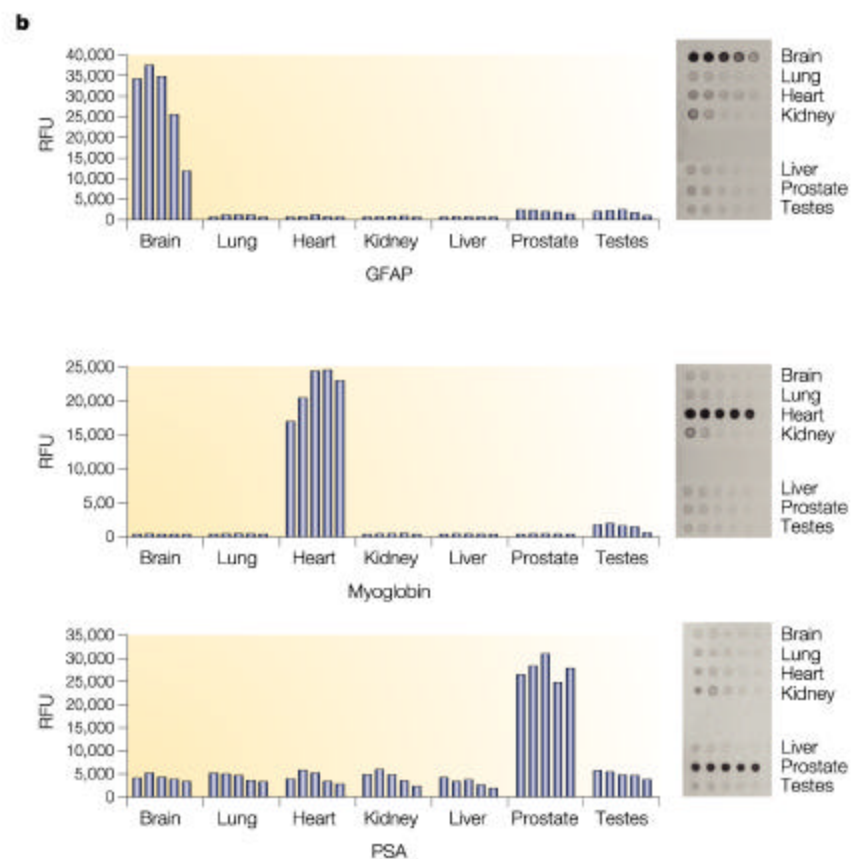 b
40,000
35,000
30,000
25,000
20,000
15,000
10,000
5,000
0
RFU
Brain Lung Heart Kidney Liver Prostate Testes
GFAP
Brain
Lung
Heart
Kidney
Liver
Prostate
Testes
25,000
20,000
15,000
10,000
5,00
0
RFU
Brain Lung Heart Kidney Liver Prostate Testes
Myoglobin
Brain
Lung
Heart
Kidney
Liver
Prostate
Testes
35,000
30,000
25,000
20,000
15,000
10,000
5,000
0
RFU
Brain Lung Heart Kidney Liver Prostate Testes
PSA
Brain
Lung
Heart
Kidney
Liver
Prostate
Testes